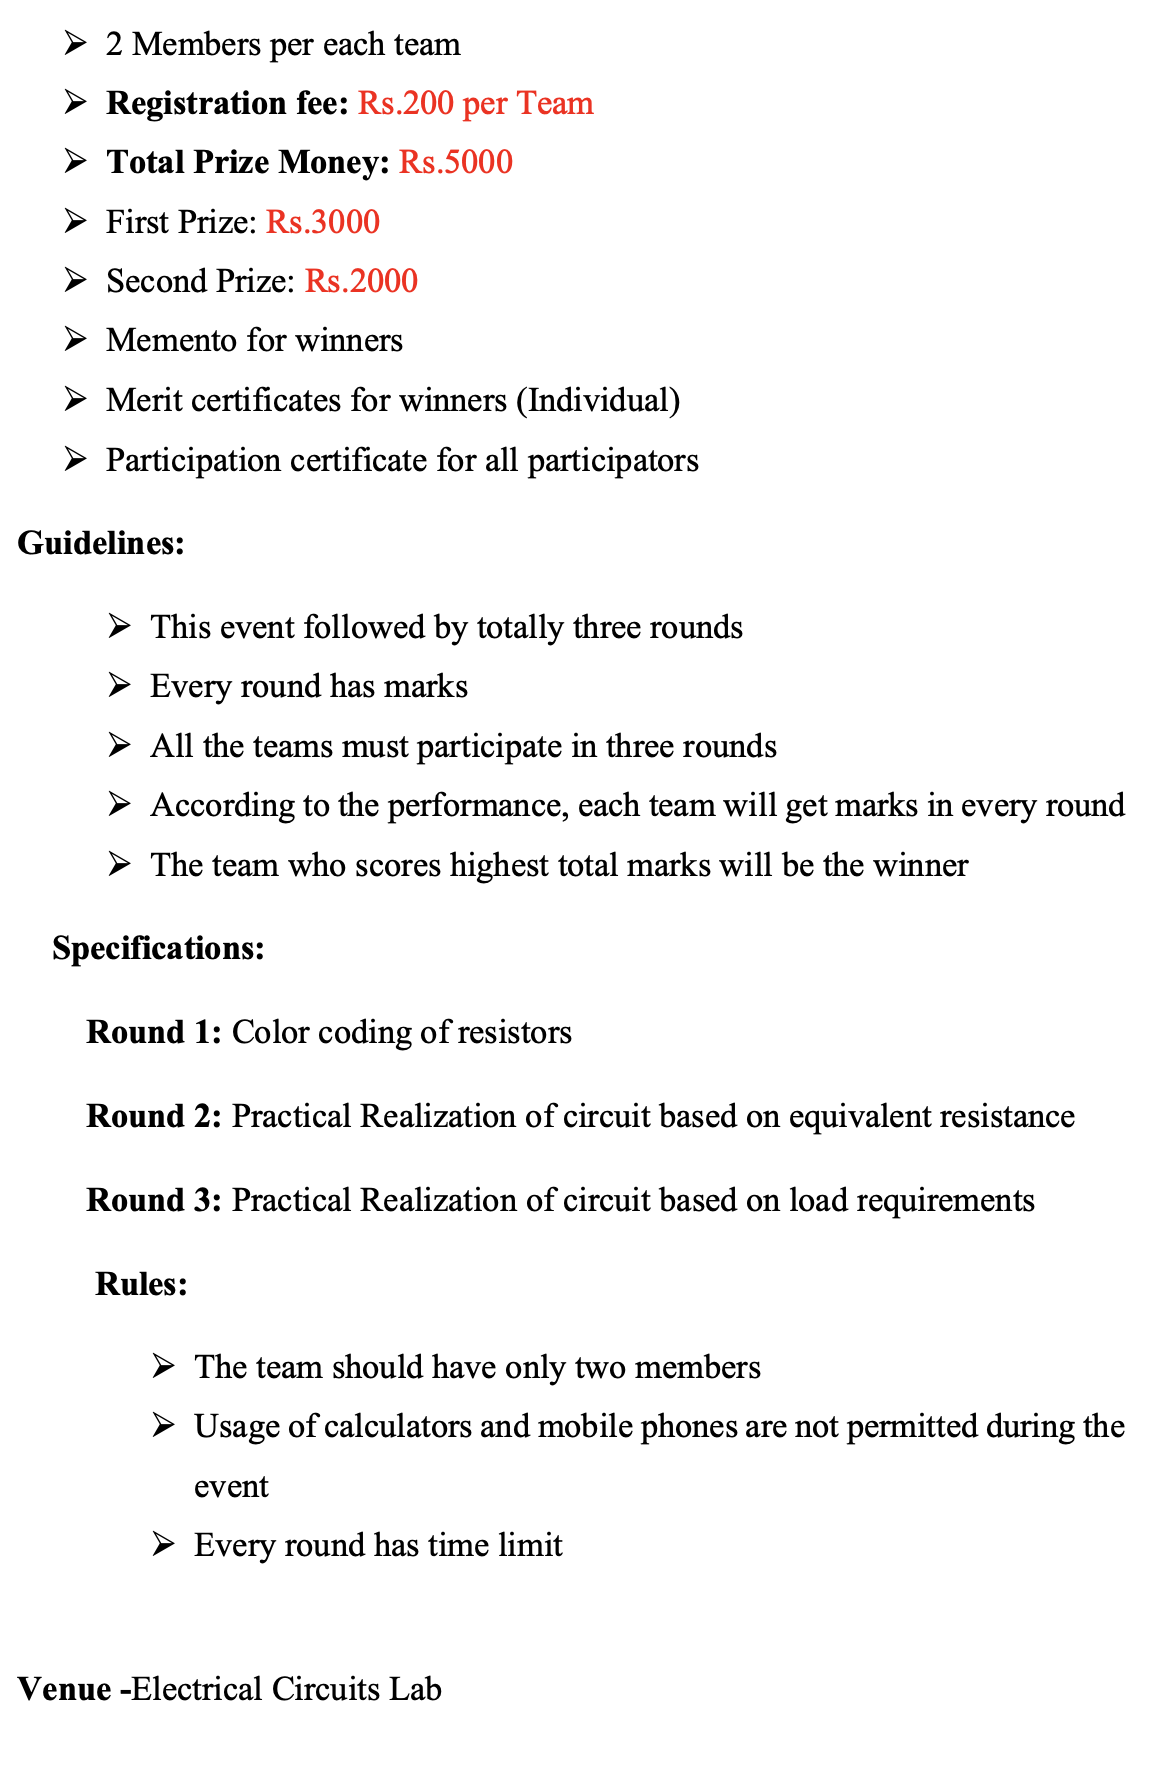 ➢ 2 Members per each team
➢ Registration fee: Rs.200 per Team
➢ Total Prize Money: Rs.5000
➢ First Prize: Rs.3000
➢ Second Prize: Rs.2000
➢ Memento for winners
➢ Merit certificates for winners (Individual)
➢ Participation certificate for all participators
Guidelines:
➢ This event followed by totally three rounds
➢ Every round has marks
➢ All the teams must participate in three rounds
➢ According to the performance, each team will get marks in every round
➢ The team who scores highest total marks will be the winner
Specifications:
Round 1: Color coding of resistors
Round 2: Practical Realization of circuit based on equivalent resistance
Round 3: Practical Realization of circuit based on load requirements
Rules:
➢ The team should have only two members
➢ Usage of calculators and mobile phones are not permitted during the
event
➢ Every round has time limit
Venue -Electrical Circuits Lab